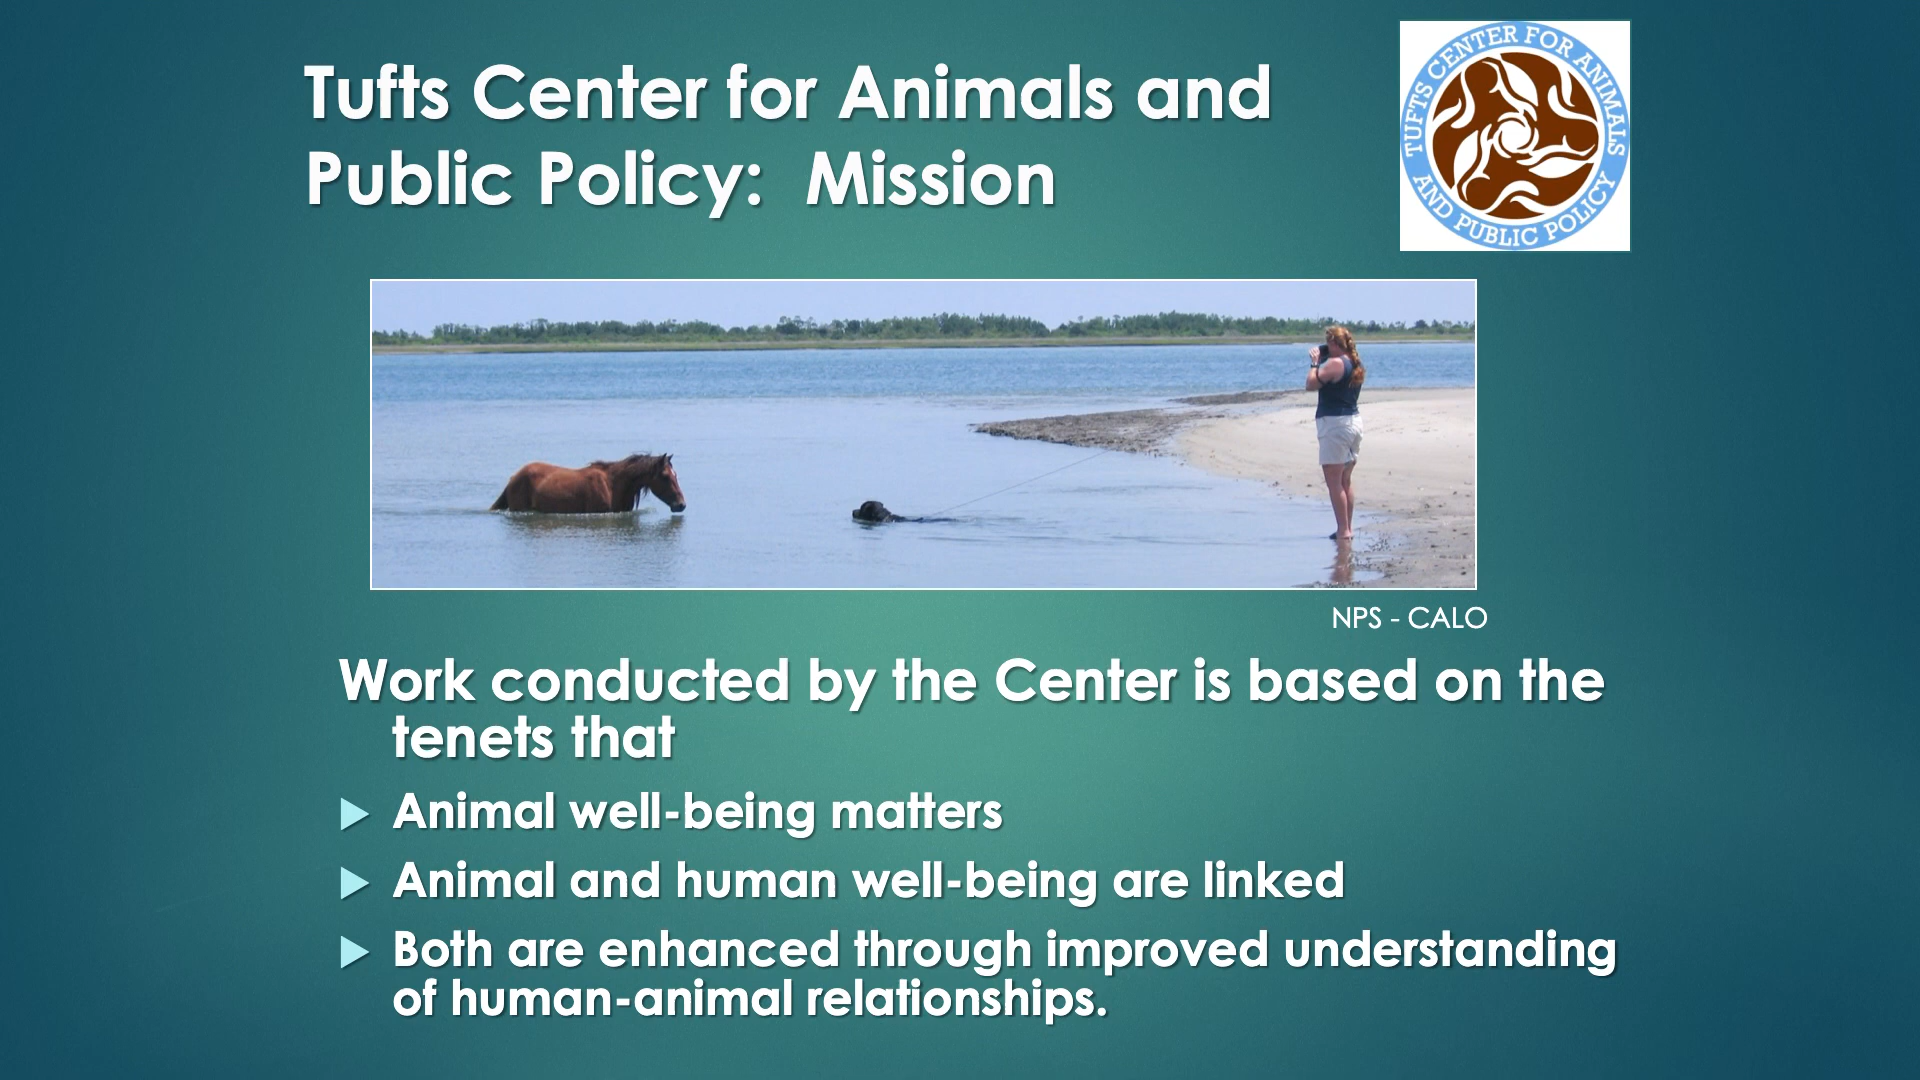 Tufts Center for Animals and
Public Policy: Mission
TUFTS CENTER FOR ANIMALS
AND PUBLIC POLICY
NPS - CALO
Work conducted by the Center is based on the
tenets that
Animal well-being matters
Animal and human well-being are linked
Both are enhanced through improved understanding
of human-animal relationships.